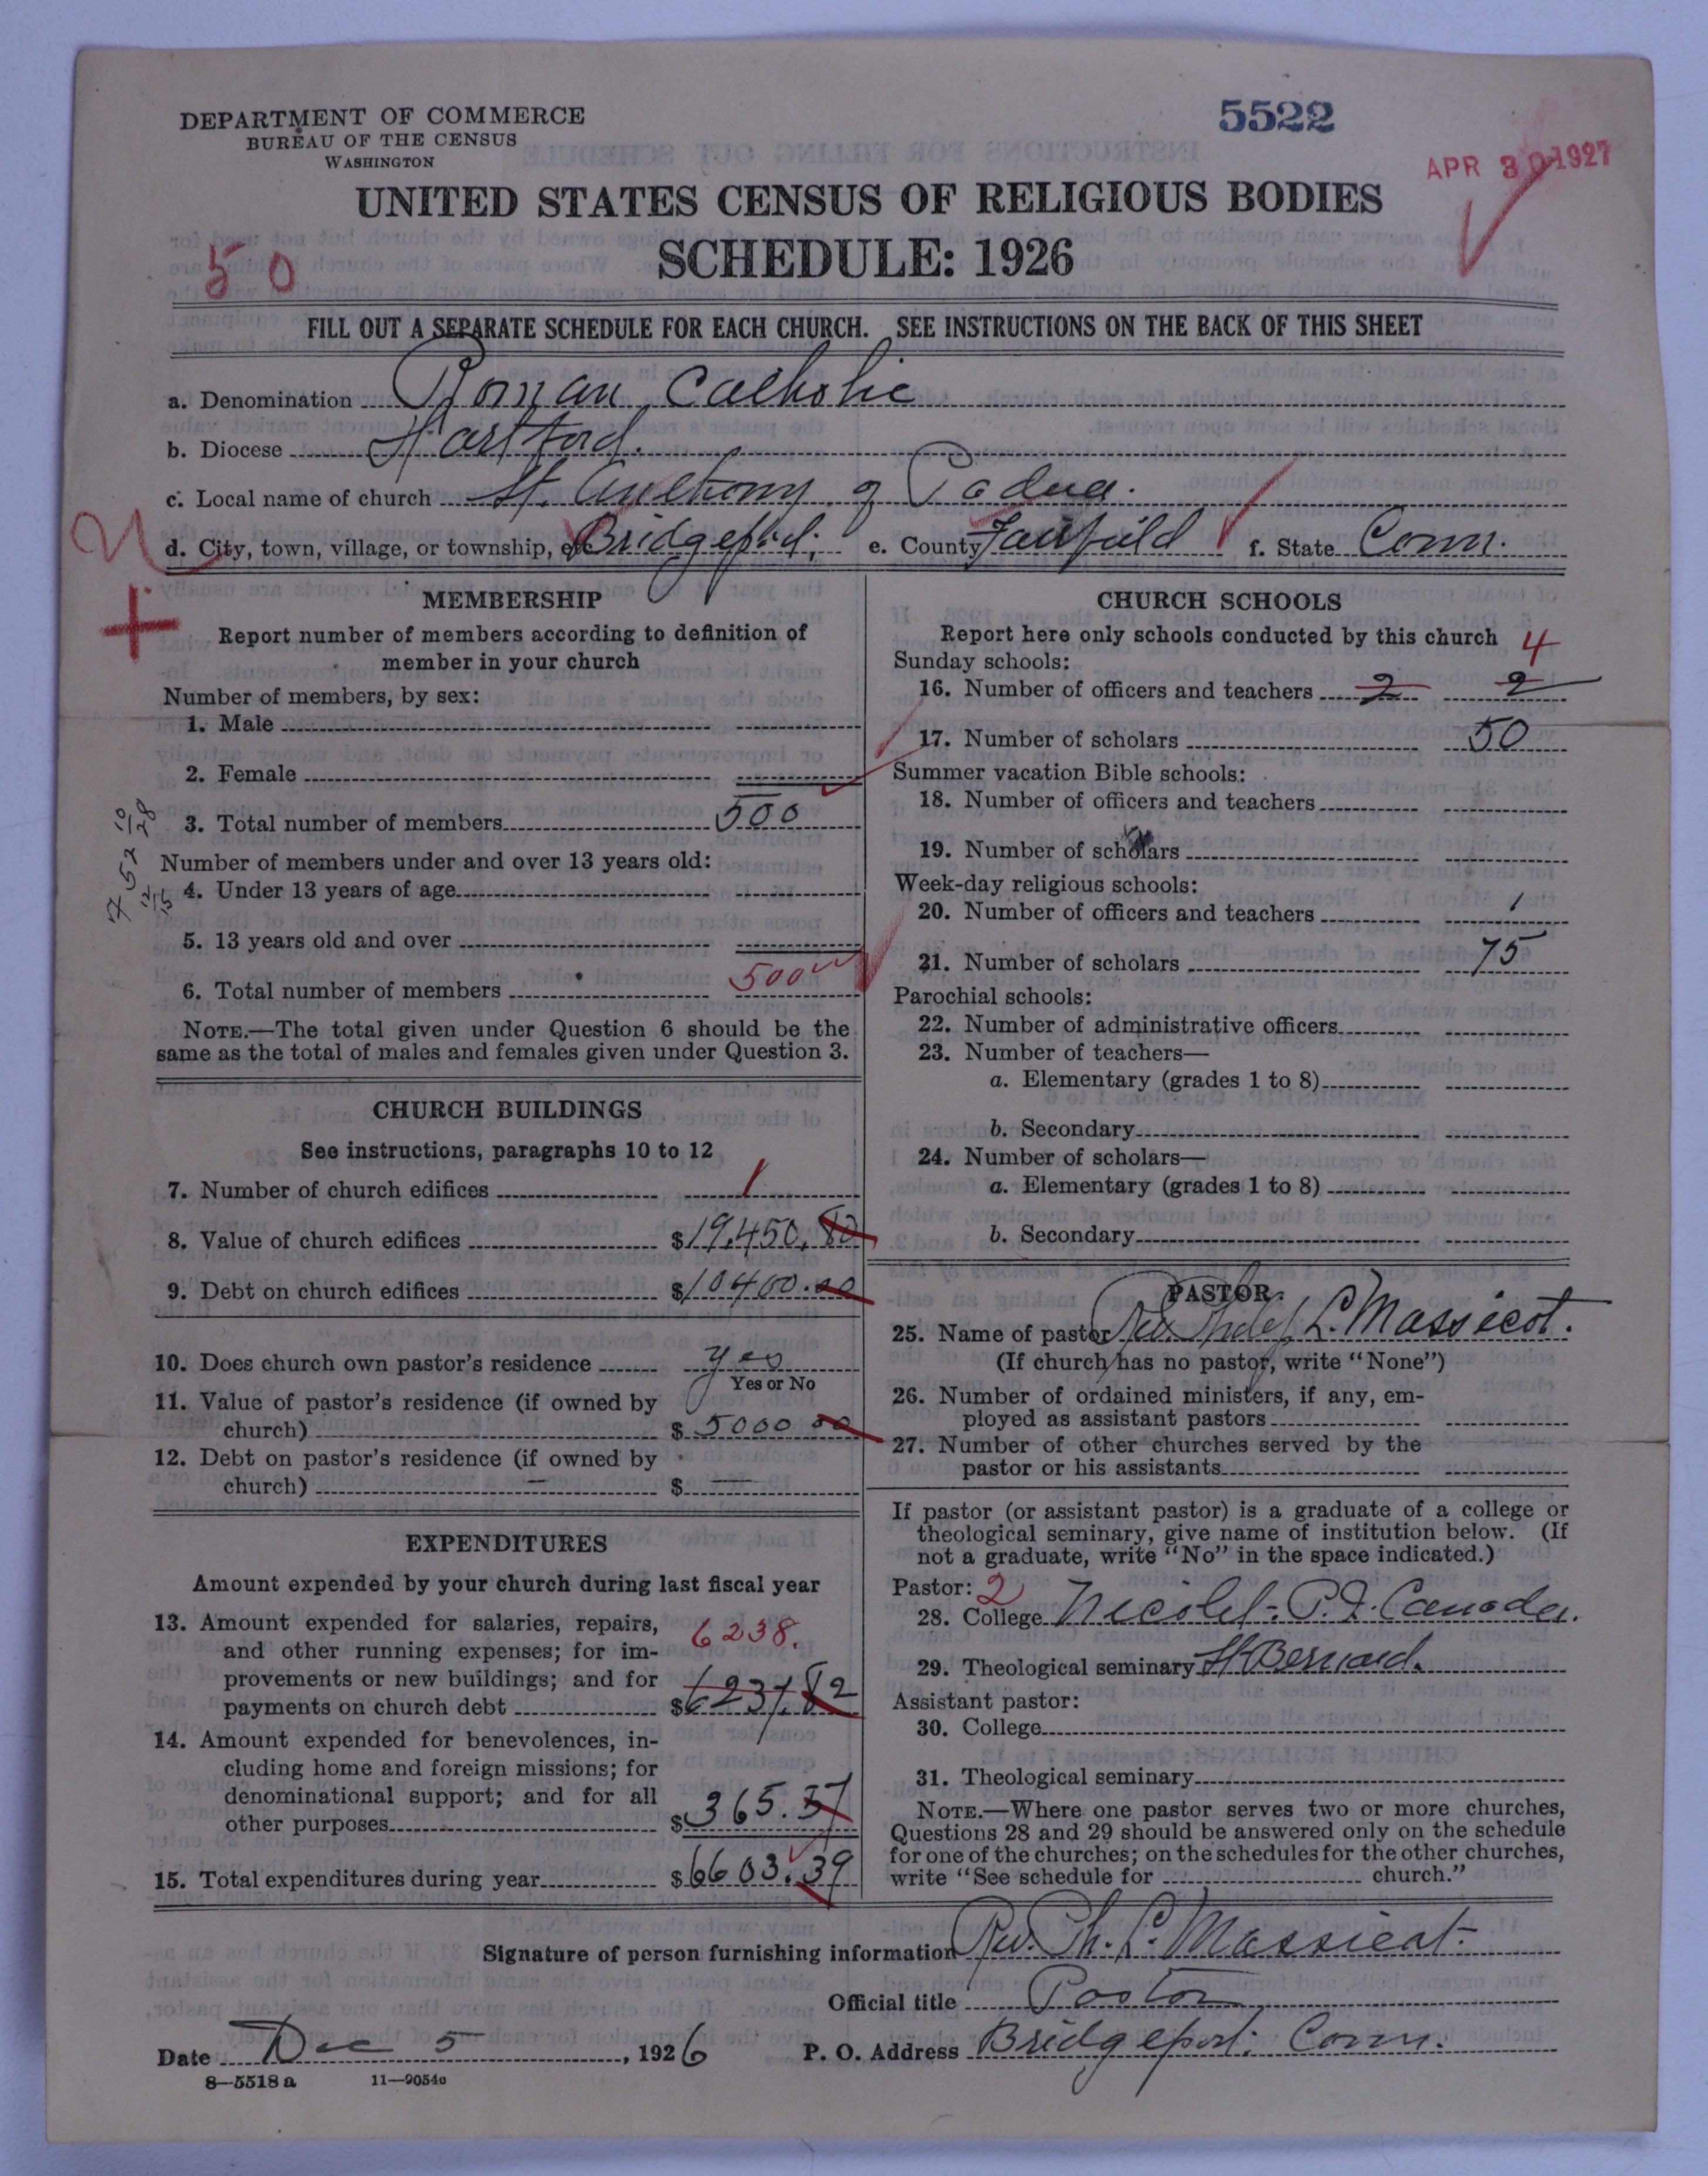 DEPARTMENT OF COMMERCE
BUREAU OF THE CENSUS
WASHINGTON
5522
APR 30 1927
UNITED STATES CENSUS OF RELIGIOUS BODIES
SCHEDULE: 1926
50
FILL OUT A SEPARATE SCHEDULE FOR EACH CHURCH. SEE INSTRUCTIONS ON THE BACK OF THIS SHEET
a. Denomination Roman Catholic
b. Diocese Hartford.
c. Local name of church St. Anthony of Padua.
d. City, town, village, or township, etc. Bridgeport; e. County Fairfield f. State Conn.
MEMBERSHIP
Report number of members according to definition of
member in your church
Number of members, by sex:
1. Male
2. Female
3. Total number of members 500
Number of members under and over 13 years old:
4. Under 13 years of age
5. 13 years old and over
6. Total number of members 500
NOTE.—The total given under Question 6 should be the
same as the total of males and females given under Question 3.
CHURCH BUILDINGS
See instructions, paragraphs 10 to 12
7. Number of church edifices 1
8. Value of church edifices $19,450.80
9. Debt on church edifices $10400.00
10. Does church own pastor's residence yes
Yes or No
11. Value of pastor's residence (if owned by
church) $5000 00
12. Debt on pastor's residence (if owned by
church) — $ —
EXPENDITURES
Amount expended by your church during last fiscal year
13. Amount expended for salaries, repairs, 6238.
and other running expenses; for im-
provements or new buildings; and for
payments on church debt $6237.82
14. Amount expended for benevolences, in-
cluding home and foreign missions; for
denominational support; and for all
other purposes $365.37
15. Total expenditures during year $6603.39
CHURCH SCHOOLS
Report here only schools conducted by this church 4
Sunday schools:
16. Number of officers and teachers 2 2
17. Number of scholars 50
Summer vacation Bible schools:
18. Number of officers and teachers
19. Number of scholars
Week-day religious schools:
20. Number of officers and teachers 1
21. Number of scholars 75
Parochial schools:
22. Number of administrative officers
23. Number of teachers—
a. Elementary (grades 1 to 8)
b. Secondary
24. Number of scholars—
a. Elementary (grades 1 to 8)
b. Secondary
PASTOR
25. Name of pastor Rev. L. Massicot.
(If church has no pastor, write "None")
26. Number of ordained ministers, if any, em-
ployed as assistant pastors
27. Number of other churches served by the
pastor or his assistants
If pastor (or assistant pastor) is a graduate of a college or
theological seminary, give name of institution below. (If
not a graduate, write "No" in the space indicated.)
Pastor: 2
28. College Nicolet. P.Q. Canada.
29. Theological seminary St Bernard.
Assistant pastor:
30. College
31. Theological seminary
NOTE.—Where one pastor serves two or more churches,
Questions 28 and 29 should be answered only on the schedule
for one of the churches; on the schedules for the other churches,
write "See schedule for church."
Signature of person furnishing information Rev. Th. L. Massicot.
Official title Pastor
Date Dec 5, 1926 P. O. Address Bridgeport: Conn.
8—5518 a 11—9054c